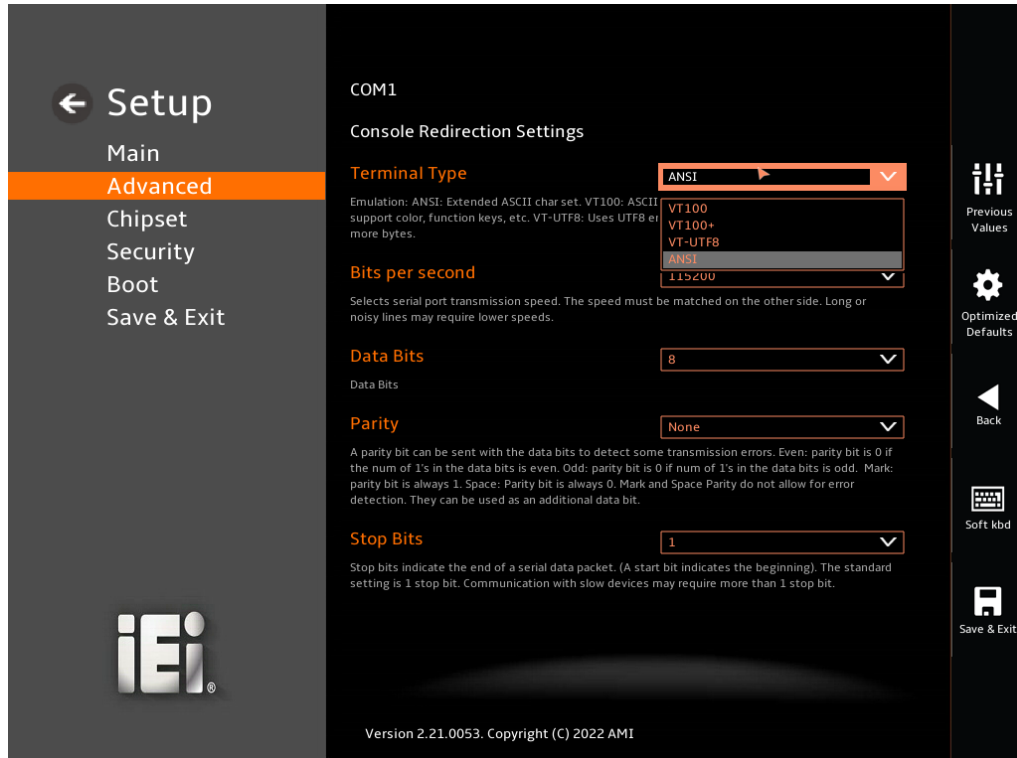 Setup
Main
Advanced
Chipset
Security
Boot
Save & Exit
iEi®
COM1
Console Redirection Settings
Terminal Type
ANSI
Emulation: ANSI: Extended ASCII char set. VT100: ASCII
support color, function keys, etc. VT-UTF8: Uses UTF8
more bytes.
VT100
VT100+
VT-UTF8
ANSI
Bits per second
115200
Selects serial port transmission speed. The speed must be matched on the other side. Long or
noisy lines may require lower speeds.
Data Bits
8
Data Bits
Parity
None
A parity bit can be sent with the data bits to detect some transmission errors. Even: parity bit is 0 if
the num of 1's in the data bits is even. Odd: parity bit is 0 if num of 1's in the data bits is odd. Mark:
parity bit is always 1. Space: Parity bit is always 0. Mark and Space Parity do not allow for error
detection. They can be used as an additional data bit.
Stop Bits
1
Stop bits indicate the end of a serial data packet. (A start bit indicates the beginning). The standard
setting is 1 stop bit. Communication with slow devices may require more than 1 stop bit.
Version 2.21.0053. Copyright (C) 2022 AMI
Previous
Values
Optimized
Defaults
Back
Soft kbd
Save & Exit